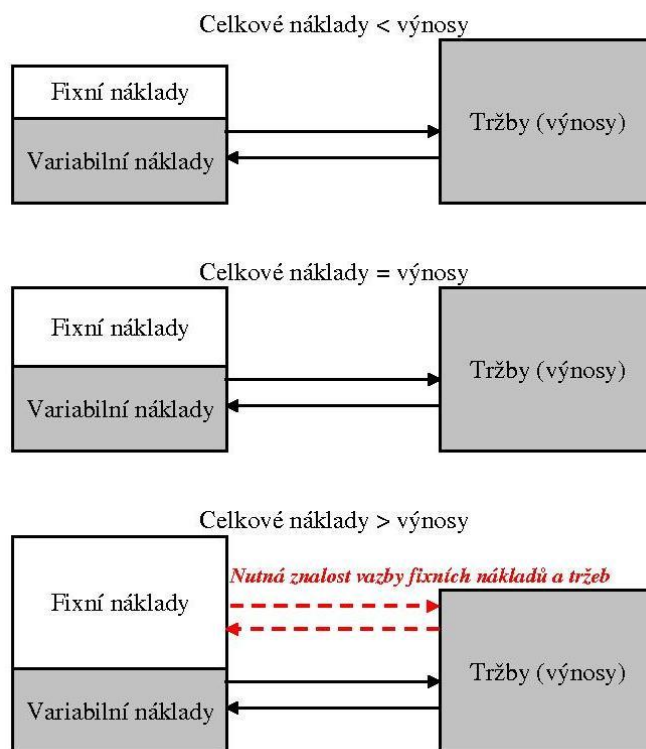 Celkové náklady < výnosy
Fixní náklady
Variabilní náklady
Tržby (výnosy)
Celkové náklady = výnosy
Fixní náklady
Variabilní náklady
Tržby (výnosy)
Celkové náklady > výnosy
Nutná znalost vazby fixních nákladů a tržeb
Fixní náklady
Variabilní náklady
Tržby (výnosy)